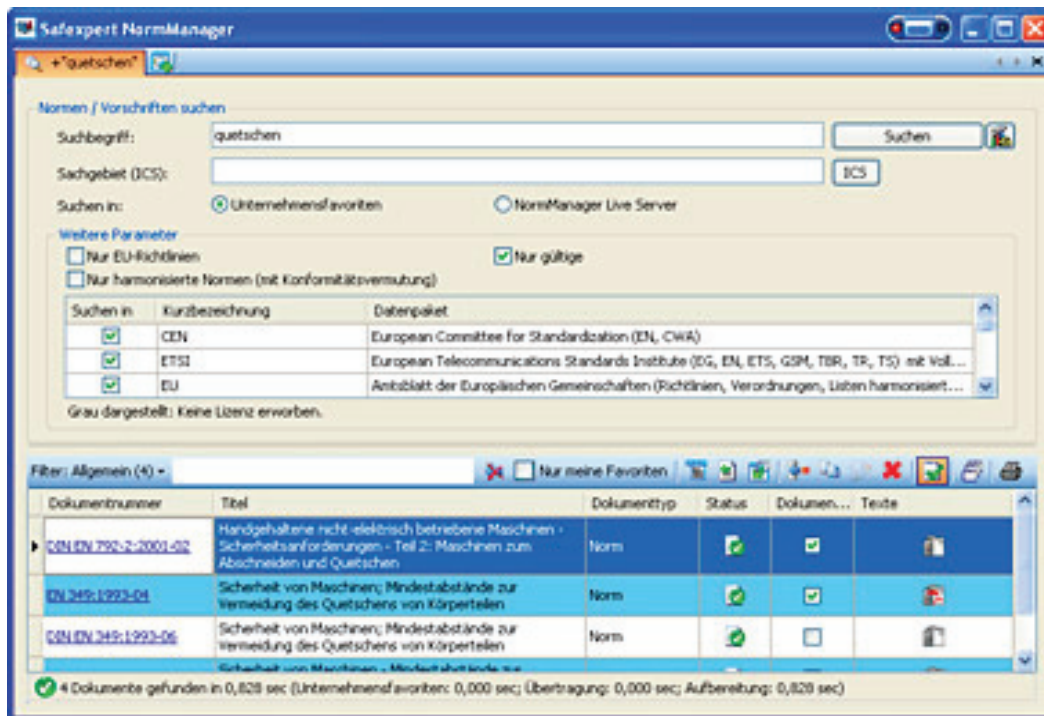 Safexpert NormManager
+"quetschen"
Normen / Vorschriften suchen
Suchbegriff: quetschen Suchen
Sachgebiet (ICS): ICS
Suchen in: Unternehmensfavoriten NormManager Live Server
Weitere Parameter
Nur EU-Richtlinien Nur gültige
Nur harmonisierte Normen (mit Konformitätsvermutung)
Suchen in Kurzbezeichnung Datenpaket
CEN European Committee for Standardization (EN, CWA)
ETSI European Telecommunications Standards Institute (EG, EN, ETS, GSM, TBR, TR, TS) mit Voll...
EU Amtsblatt der Europäischen Gemeinschaften (Richtlinien, Verordnungen, Listen harmonisiert...
Grau dargestellt: Keine Lizenz erworben.
Filter: Allgemein (4) Nur meine Favoriten
Dokumentnummer Titel Dokumenttyp Status Dokumen... Texte
Handgehaltene nicht-elektrisch betriebene Maschinen -
DIN EN 792-2:2001-02 Sicherheitsanforderungen - Teil 2: Maschinen zum Norm
Abschneiden und Quetschen
EN 349:1993-04 Sicherheit von Maschinen; Mindestabstände zur Norm
Vermeidung des Quetschens von Körperteilen
DIN EN 349:1993-06 Sicherheit von Maschinen; Mindestabstände zur Norm
Vermeidung des Quetschens von Körperteilen
Sicherheit von Maschinen - Mindestabstände zur
4 Dokumente gefunden in 0,828 sec (Unternehmensfavoriten: 0,000 sec; Übertragung: 0,000 sec; Aufbereitung: 0,828 sec)